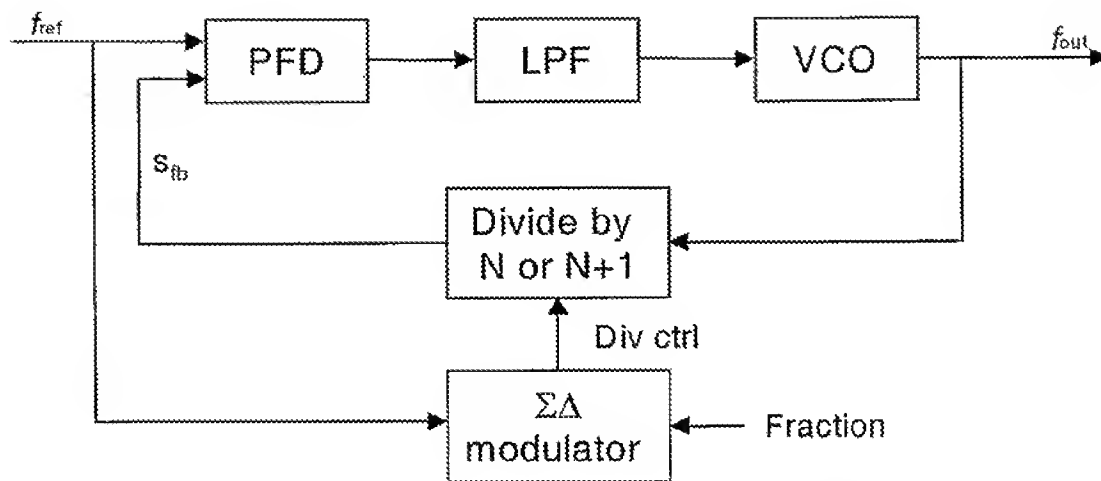 fref
PFD
LPF
VCO
fout
sfb
Divide by
N or N+1
Div ctrl
ΣΔ
modulator
Fraction